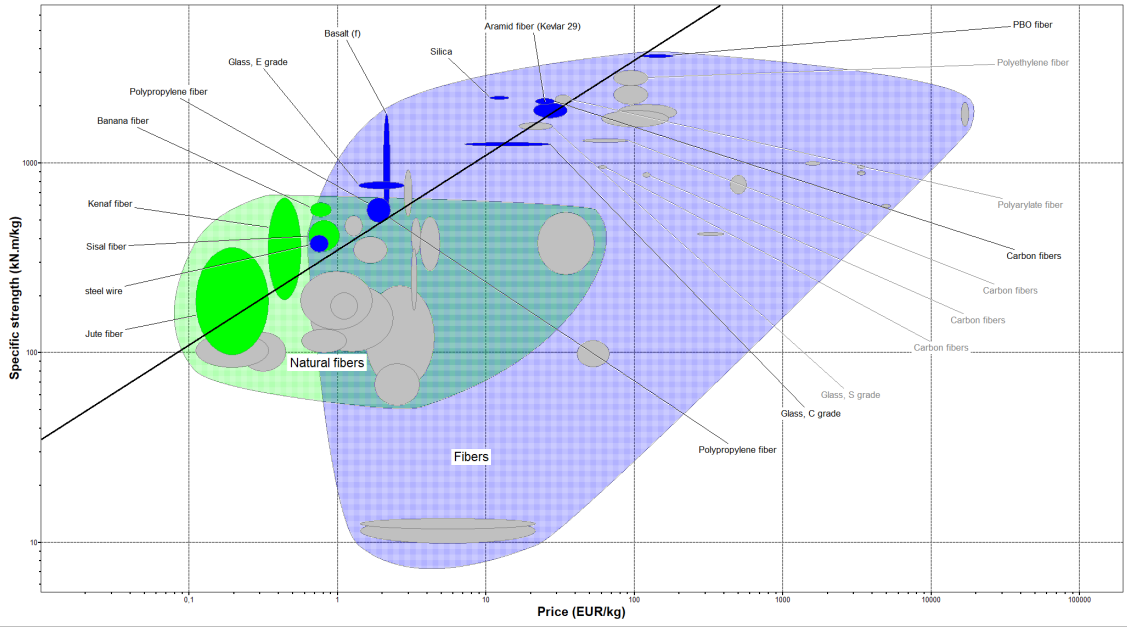 PBO fiber
Aramid fiber (Kevlar 29)
Basalt (f)
Silica
Glass, E grade
Polyethylene fiber
Polypropylene fiber
Banana fiber
1000
Kenaf fiber
Polyarylate fiber
Sisal fiber
Carbon fibers
steel wire
Carbon fibers
Carbon fibers
Jute fiber
Carbon fibers
100
Natural fibers
Glass, S grade
Glass, C grade
Polypropylene fiber
Fibers
10
Specific strength (kN.m/kg)
0,1
1
10
100
1000
10000
100000
Price (EUR/kg)